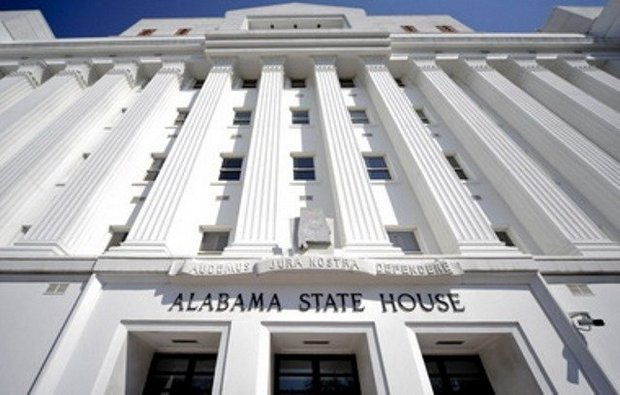 AUDEMUS JURA NOSTRA DEFENDERE
ALABAMA STATE HOUSE